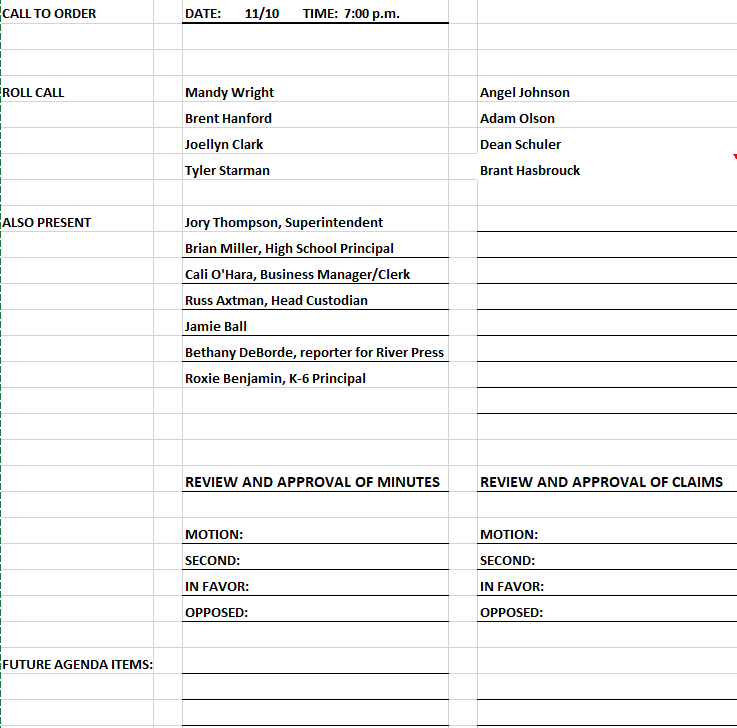 CALL TO ORDER DATE: 11/10 TIME: 7:00 p.m.
ROLL CALL Mandy Wright Angel Johnson
Brent Hanford Adam Olson
Joellyn Clark Dean Schuler
Tyler Starman Brant Hasbrouck
ALSO PRESENT Jory Thompson, Superintendent
Brian Miller, High School Principal
Cali O'Hara, Business Manager/Clerk
Russ Axtman, Head Custodian
Jamie Ball
Bethany DeBorde, reporter for River Press
Roxie Benjamin, K-6 Principal
REVIEW AND APPROVAL OF MINUTES REVIEW AND APPROVAL OF CLAIMS
MOTION: MOTION:
SECOND: SECOND:
IN FAVOR: IN FAVOR:
OPPOSED: OPPOSED:
FUTURE AGENDA ITEMS: